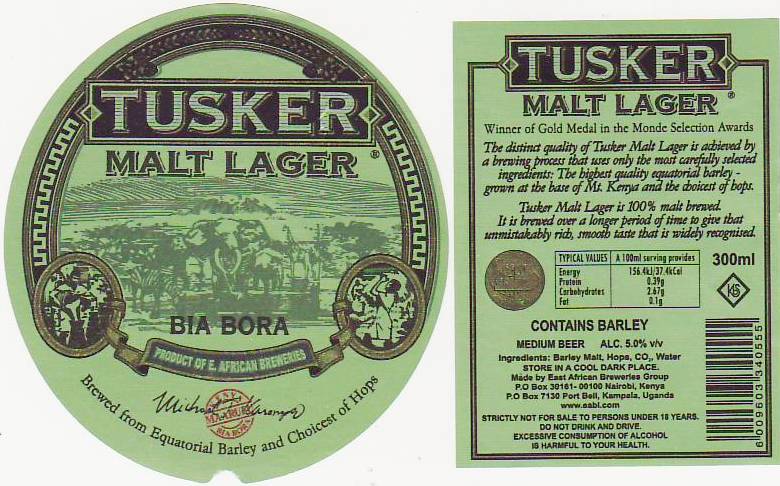 TUSKER
MALT LAGER ®
BIA BORA
PRODUCT OF E. AFRICAN BREWERIES
KENYA
BIA BORA
Brewed from Equatorial Barley and Choicest of Hops
TUSKER
MALT LAGER ®
Winner of Gold Medal in the Monde Selection Awards
The distinct quality of Tusker Malt Lager is achieved by
a brewing process that uses only the most carefully selected
ingredients: The highest quality equatorial barley -
grown at the base of Mt. Kenya and the choicest of hops.
Tusker Malt Lager is 100% malt brewed.
It is brewed over a longer period of time to give that
unmistakably rich, smooth taste that is widely recognised.
TYPICAL VALUES A 100ml serving provides
Energy 156.4kJ/37.4kCal
Protein 0.39g
Carbohydrates 2.67g
Fat 0.1g
300ml
KS
CONTAINS BARLEY
MEDIUM BEER ALC. 5.0% v/v
Ingredients: Barley Malt, Hops, CO₂, Water
STORE IN A COOL DARK PLACE.
Made by East African Breweries Group
P.O Box 30161- 00100 Nairobi, Kenya
P.O Box 7130 Port Bell, Kampala, Uganda
www.eabl.com
STRICTLY NOT FOR SALE TO PERSONS UNDER 18 YEARS.
DO NOT DRINK AND DRIVE.
EXCESSIVE CONSUMPTION OF ALCOHOL
IS HARMFUL TO YOUR HEALTH.
6 009603 340555